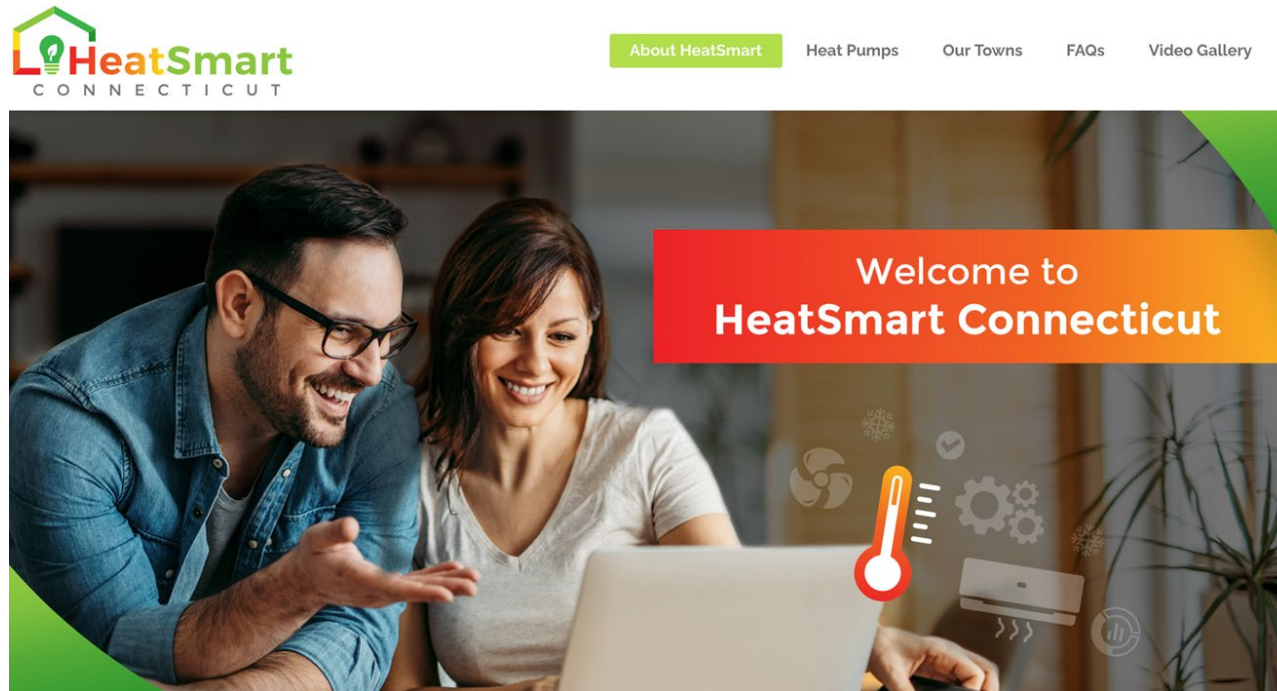 HeatSmart
CONNECTICUT
About HeatSmart
Heat Pumps
Our Towns
FAQs
Video Gallery
Welcome to
HeatSmart Connecticut